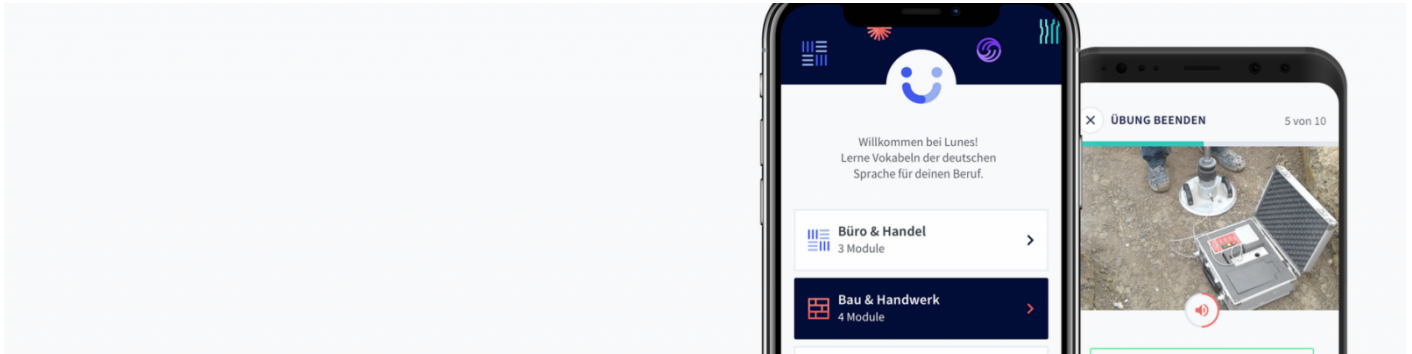 Willkommen bei Lunes!
Lerne Vokabeln der deutschen
Sprache für deinen Beruf.
Büro & Handel
3 Module
Bau & Handwerk
4 Module
ÜBUNG BEENDEN
5 von 10